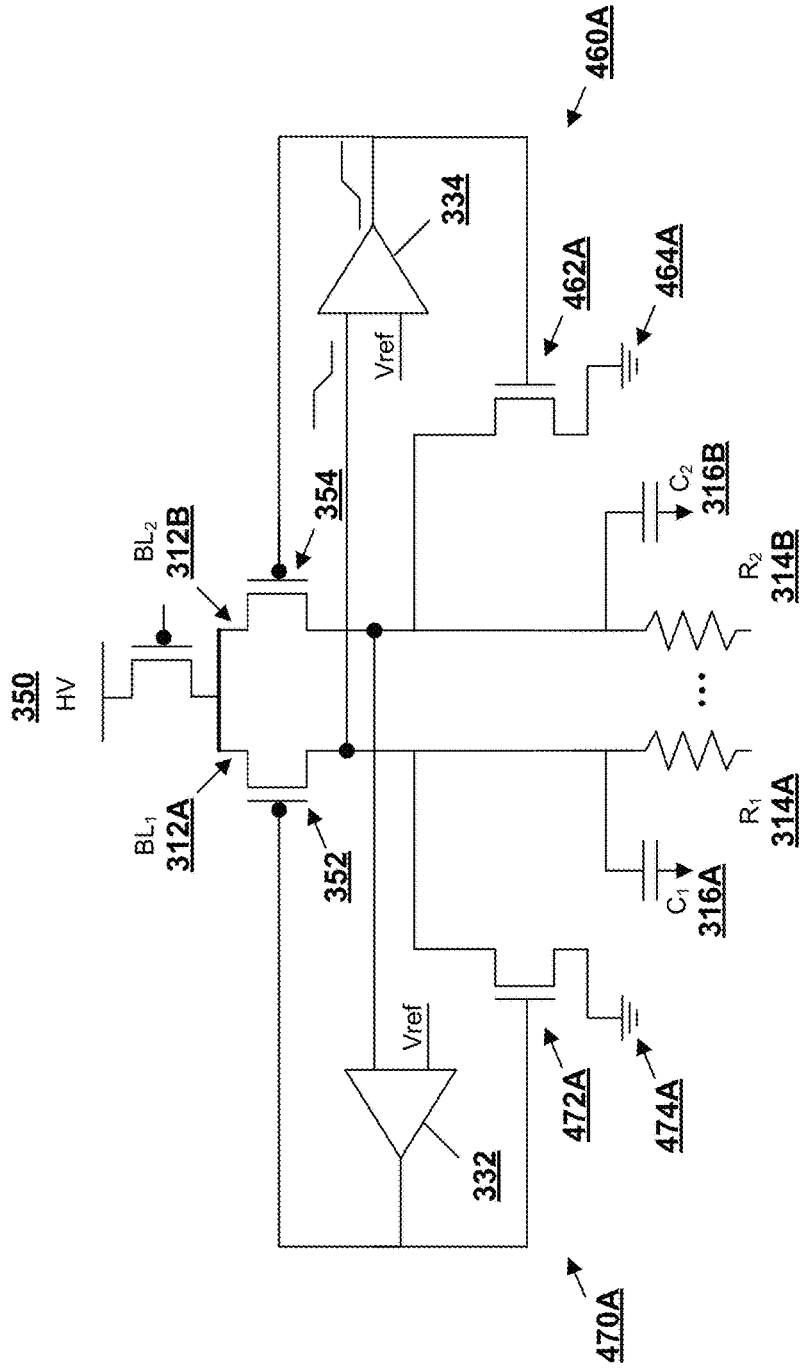 350
HV
BL₁
312A
BL₂
312B
352
354
Vref
332
Vref
334
470A
472A
474A
C₁
316A
R₁
314A
...
R₂
314B
C₂
316B
462A
464A
460A